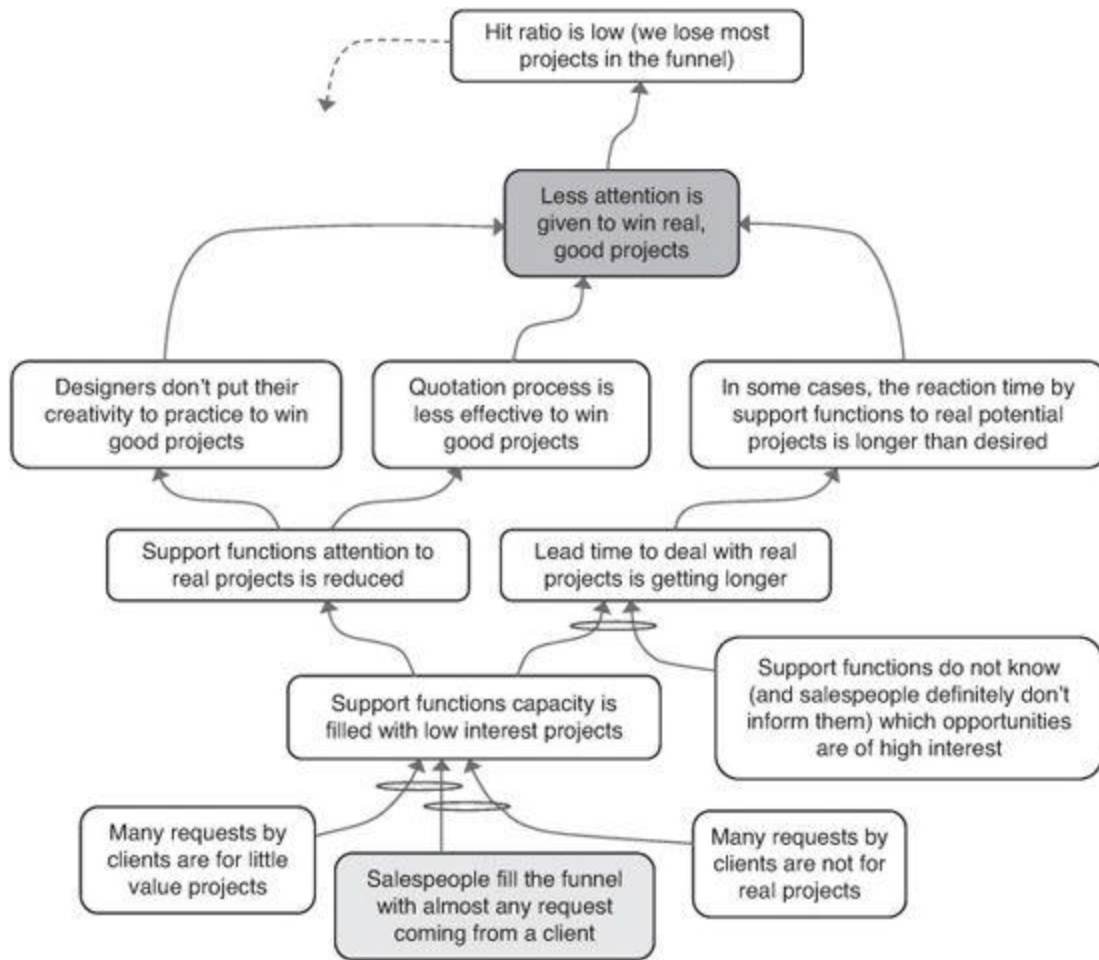 Hit ratio is low (we lose most
projects in the funnel)
Less attention is
given to win real,
good projects
Designers don't put their
creativity to practice to win
good projects
Quotation process is
less effective to win
good projects
In some cases, the reaction time by
support functions to real potential
projects is longer than desired
Support functions attention to
real projects is reduced
Lead time to deal with real
projects is getting longer
Support functions capacity is
filled with low interest projects
Support functions do not know
(and salespeople definitely don't
inform them) which opportunities
are of high interest
Many requests by
clients are for little
value projects
Salespeople fill the funnel
with almost any request
coming from a client
Many requests by
clients are not for
real projects